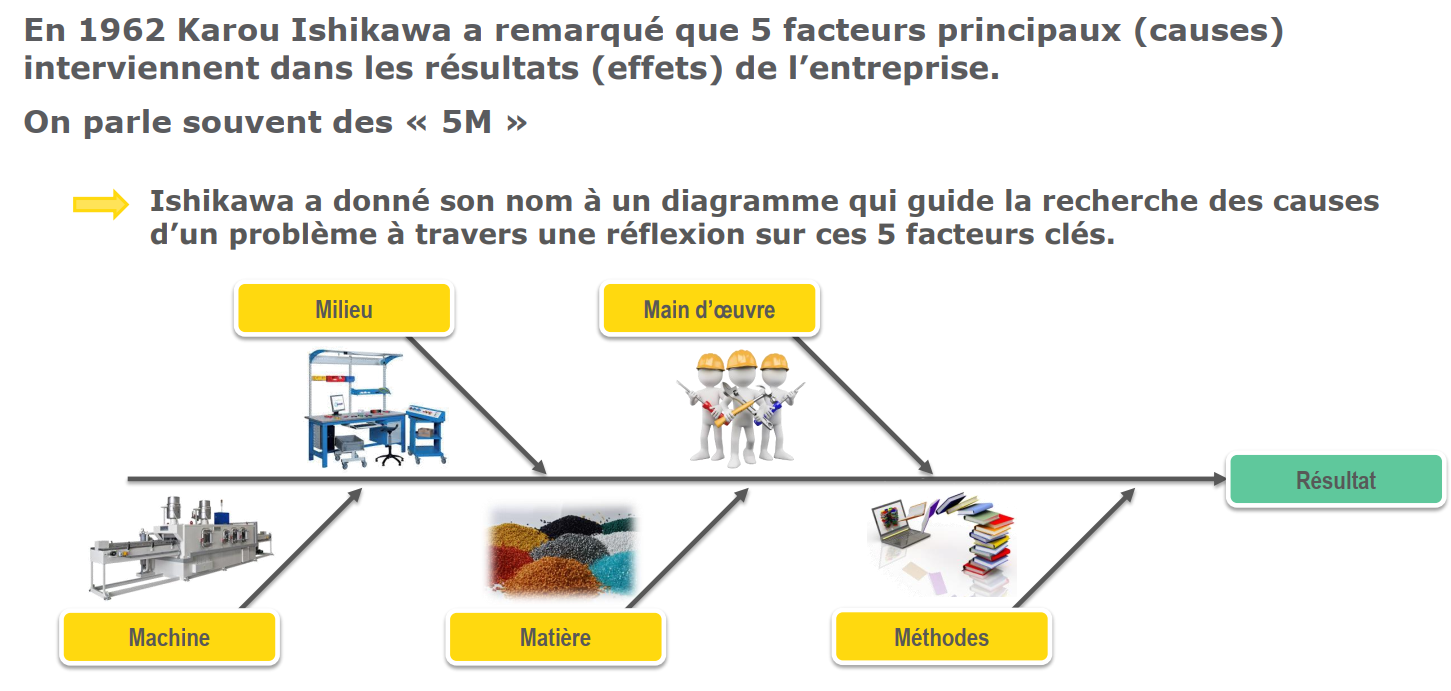 En 1962 Karou Ishikawa a remarqué que 5 facteurs principaux (causes)
interviennent dans les résultats (effets) de l’entreprise.
On parle souvent des « 5M »
Ishikawa a donné son nom à un diagramme qui guide la recherche des causes
d’un problème à travers une réflexion sur ces 5 facteurs clés.
Milieu
Main d’œuvre
Résultat
Machine
Matière
Méthodes